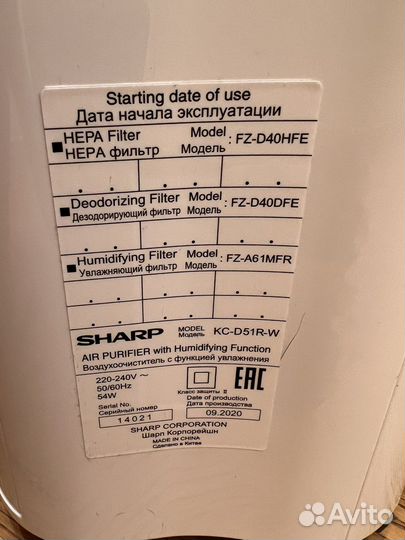 Starting date of use
Дата начала эксплуатации
HEPA Filter Model
HEPA фильтр Модель : FZ-D40HFE
Deodorizing Filter Model
Дезодорирующий фильтр Модель : FZ-D40DFE
Humidifying Filter Model
Увлажняющий фильтр Модель : FZ-A61MFR
SHARP MODEL Модель KC-D51R-W
AIR PURIFIER with Humidifying Function
Воздухоочиститель с функцией увлажнения
220-240V ~
50/60Hz
54W
Класс защиты II
EAC
Serial No.
Серийный номер
14021
Date of production
Дата производства
09.2020
SHARP CORPORATION
Шарп Корпорейшн
MADE IN CHINA
Сделано в Китае
Avito